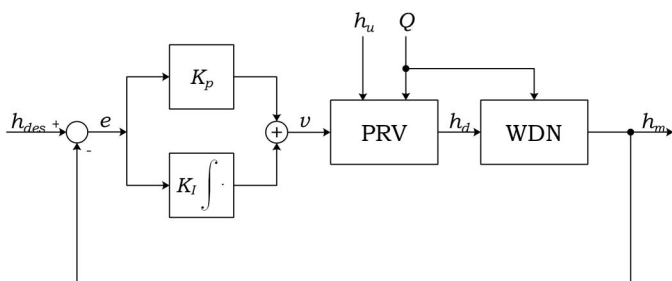 h_u Q
K_p
h_des + e + v PRV h_d WDN h_m
-
K_I ∫ ·